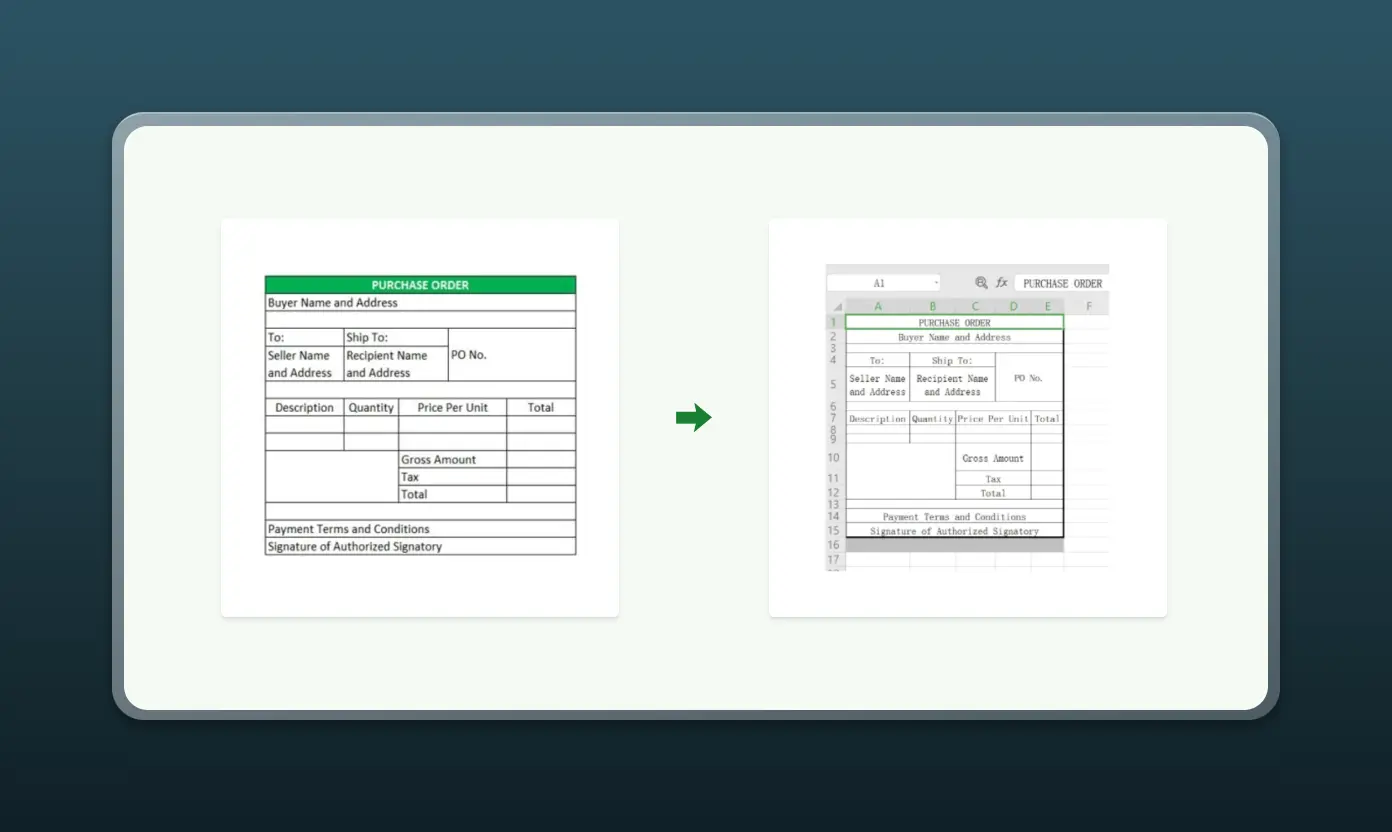 PURCHASE ORDER
Buyer Name and Address
To:
Ship To:
PO No.
Seller Name
and Address
Recipient Name
and Address
Description Quantity Price Per Unit Total
Gross Amount
Tax
Total
Payment Terms and Conditions
Signature of Authorized Signatory
A1 fx PURCHASE ORDER
A B C D E F
1 PURCHASE ORDER
2 Buyer Name and Address
3
4 To: Ship To:
5 Seller Name
and Address
Recipient Name
and Address
PO No.
6
7 Description Quantity Price Per Unit Total
8
9
10 Gross Amount
11 Tax
12 Total
13
14 Payment Terms and Conditions
15 Signature of Authorized Signatory
16
17